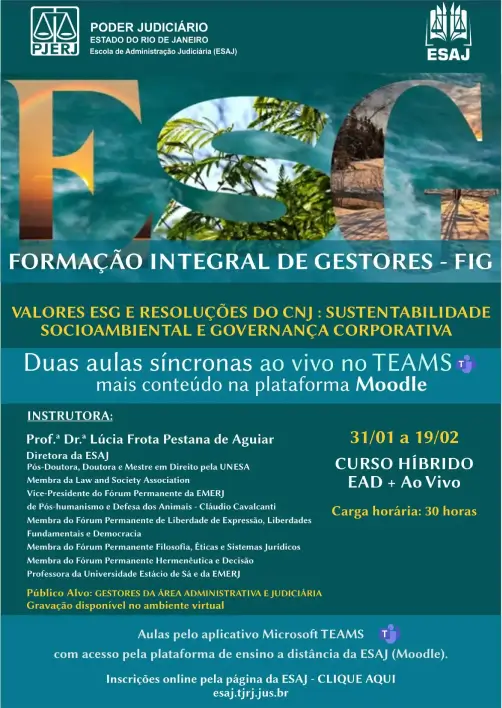 PJERJ
PODER JUDICIÁRIO
ESTADO DO RIO DE JANEIRO
Escola de Administração Judiciária (ESAJ)
ESAJ
ESG
FORMAÇÃO INTEGRAL DE GESTORES - FIG
VALORES ESG E RESOLUÇÕES DO CNJ : SUSTENTABILIDADE
SOCIOAMBIENTAL E GOVERNANÇA CORPORATIVA
Duas aulas síncronas ao vivo no TEAMS
mais conteúdo na plataforma Moodle
INSTRUTORA:
Prof.ª Dr.ª Lúcia Frota Pestana de Aguiar
Diretora da ESAJ
Pós-Doutora, Doutora e Mestre em Direito pela UNESA
Membra da Law and Society Association
Vice-Presidente do Fórum Permanente da EMERJ
de Pós-humanismo e Defesa dos Animais - Cláudio Cavalcanti
Membra do Fórum Permanente de Liberdade de Expressão, Liberdades
Fundamentais e Democracia
Membra do Fórum Permanente Filosofia, Éticas e Sistemas Jurídicos
Membra do Fórum Permanente Hermenêutica e Decisão
Professora da Universidade Estácio de Sá e da EMERJ
31/01 a 19/02
CURSO HÍBRIDO
EAD + Ao Vivo
Carga horária: 30 horas
Público Alvo: GESTORES DA ÁREA ADMINISTRATIVA E JUDICIÁRIA
Gravação disponível no ambiente virtual
Aulas pelo aplicativo Microsoft TEAMS
com acesso pela plataforma de ensino a distância da ESAJ (Moodle).
Inscrições online pela página da ESAJ - CLIQUE AQUI
esaj.tjrj.jus.br